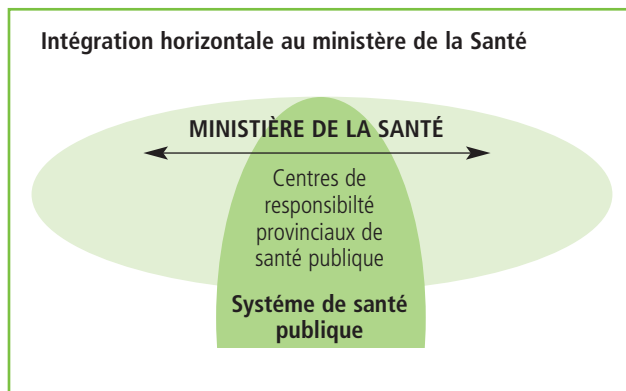 Intégration horizontale au ministère de la Santé
MINISTIÈRE DE LA SANTÉ
Centres de
responsibilté
provinciaux de
santé publique
Systéme de santé
publique